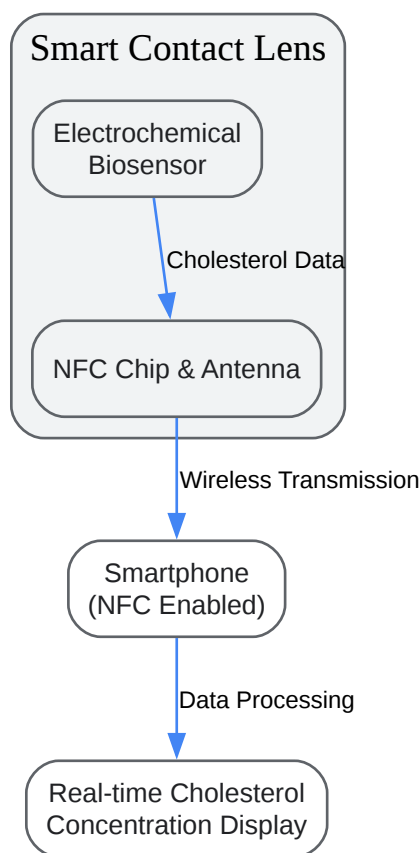 Smart Contact Lens
Electrochemical
Biosensor
Cholesterol Data
NFC Chip & Antenna
Wireless Transmission
Smartphone
(NFC Enabled)
Data Processing
Real-time Cholesterol
Concentration Display